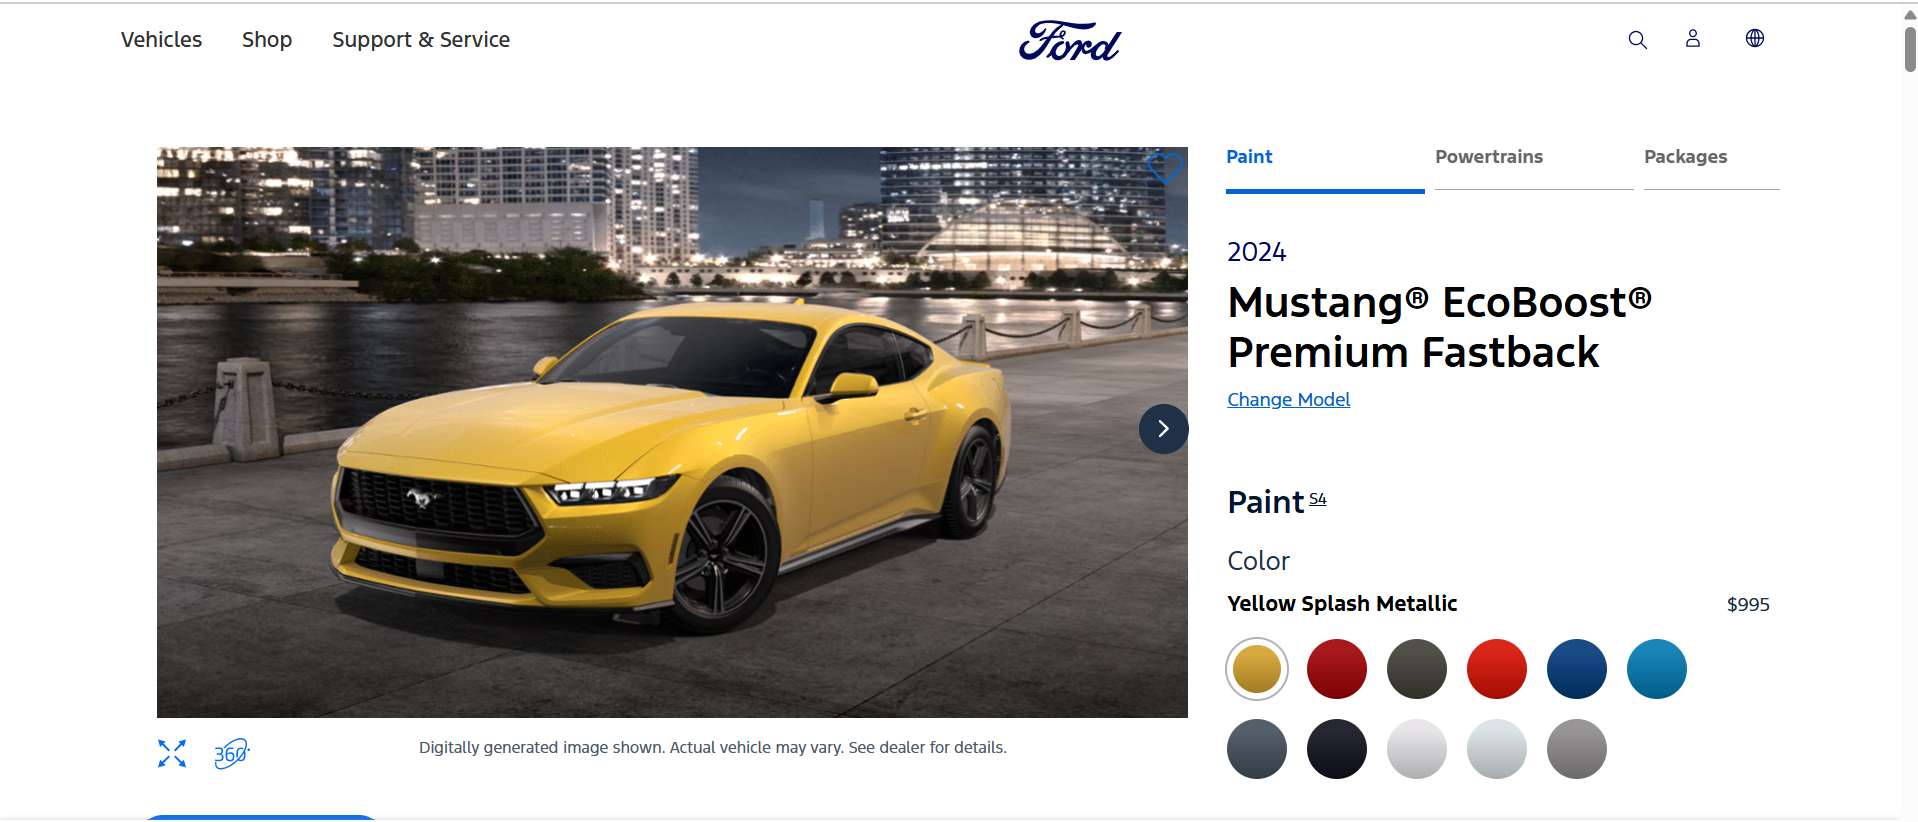 Vehicles
Shop
Support & Service
Ford
Paint
Powertrains
Packages
2024
Mustang® EcoBoost®
Premium Fastback
Change Model
Paint S4
Color
Yellow Splash Metallic
$995
360°
Digitally generated image shown. Actual vehicle may vary. See dealer for details.